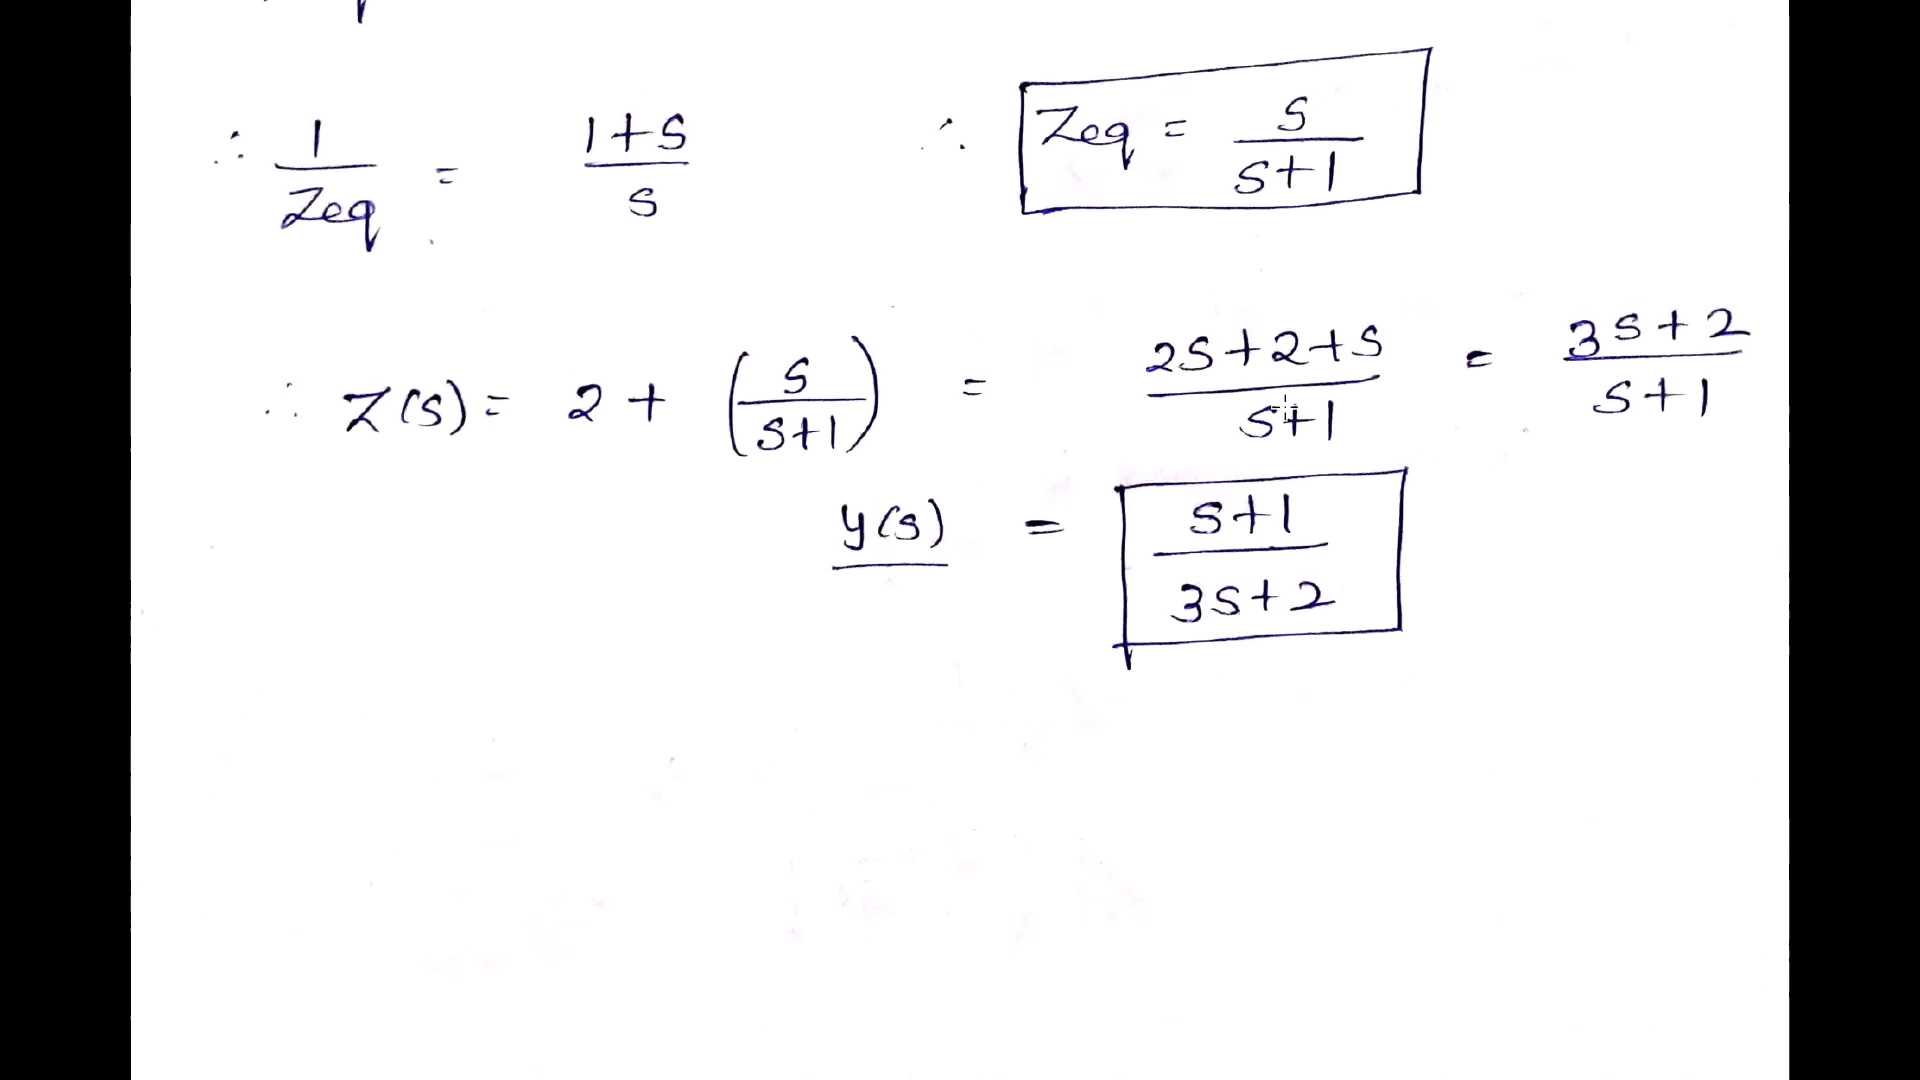 ∴ 1/Zeq = 1+s/s ∴ Zeq = s/s+1
∴ Z(s) = 2 + (s/s+1) = 2s+2+s/s+1 = 3s+2/s+1
y(s) = s+1/3s+2